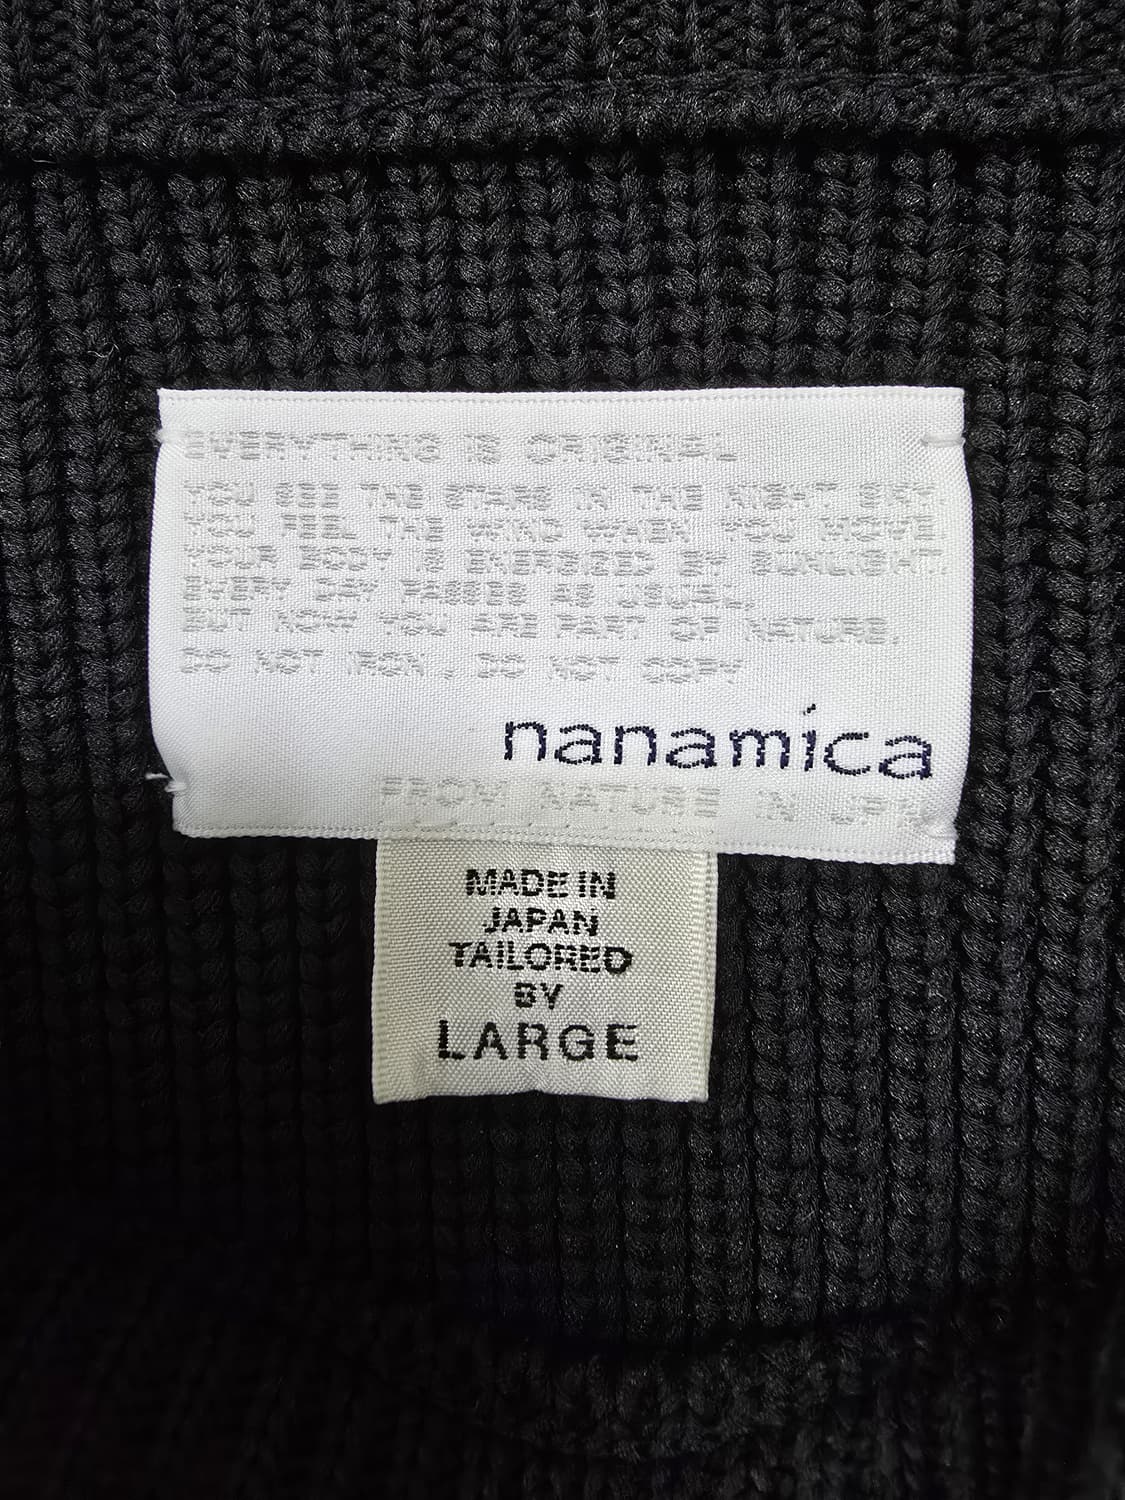 EVERYTHING IS ORIGINAL
YOU SEE THE STARS IN THE NIGHT SKY.
YOU FEEL THE WIND WHEN YOU MOVE.
YOUR BODY IS ENERGIZED BY SUNLIGHT.
EVERY DAY PASSES AS USUAL,
BUT NOW YOU ARE PART OF NATURE.
DO NOT IRON, DO NOT COPY
nanamíca
FROM NATURE IN JPN
MADE IN
JAPAN
TAILORED
BY
LARGE